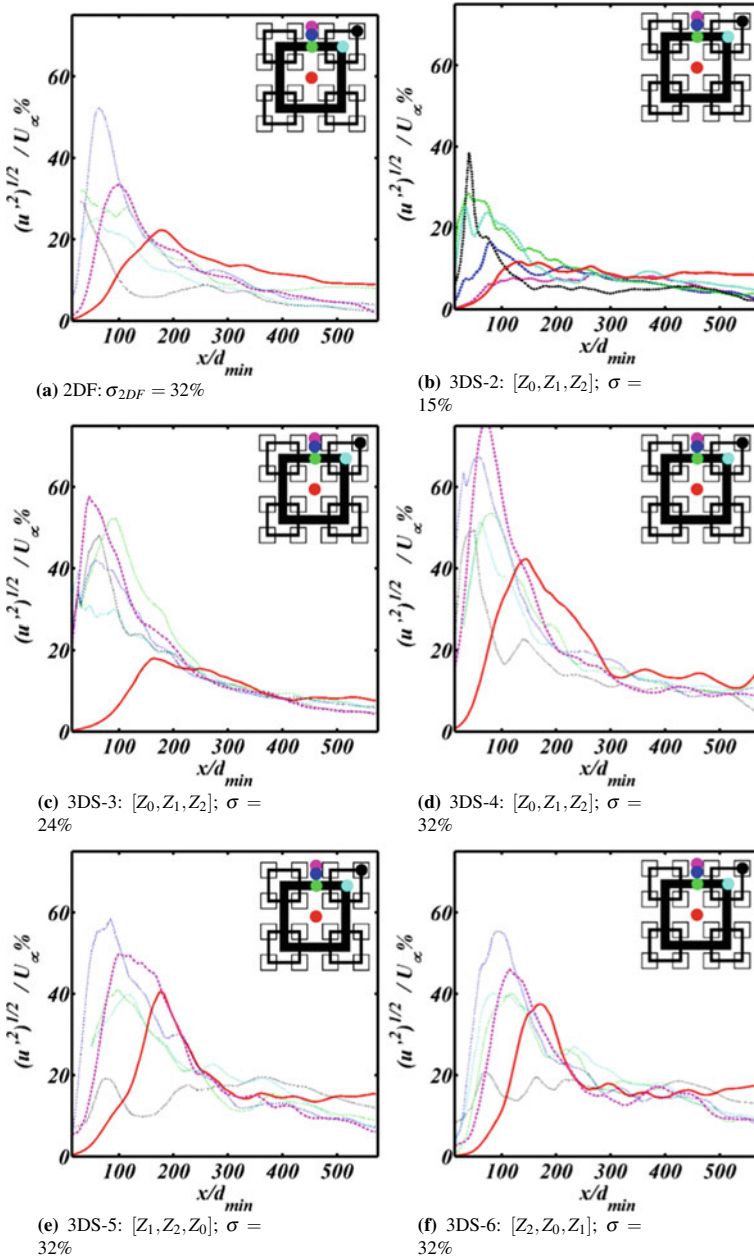 60
40
20
0
100 200 300 400 500
x/d_min
(u'^2)^1/2 / U_∝%
(a) 2DF: σ_2DF = 32%
60
40
20
0
100 200 300 400 500
x/d_min
(u'^2)^1/2 / U_∝%
(b) 3DS-2: [Z_0,Z_1,Z_2]; σ =
15%
60
40
20
0
100 200 300 400 500
x/d_min
(u'^2)^1/2 / U_∝%
(c) 3DS-3: [Z_0,Z_1,Z_2]; σ =
24%
60
40
20
0
100 200 300 400 500
x/d_min
(u'^2)^1/2 / U_∝%
(d) 3DS-4: [Z_0,Z_1,Z_2]; σ =
32%
60
40
20
0
100 200 300 400 500
x/d_min
(u'^2)^1/2 / U_∝%
(e) 3DS-5: [Z_1,Z_2,Z_0]; σ =
32%
60
40
20
0
100 200 300 400 500
x/d_min
(u'^2)^1/2 / U_∝%
(f) 3DS-6: [Z_2,Z_0,Z_1]; σ =
32%